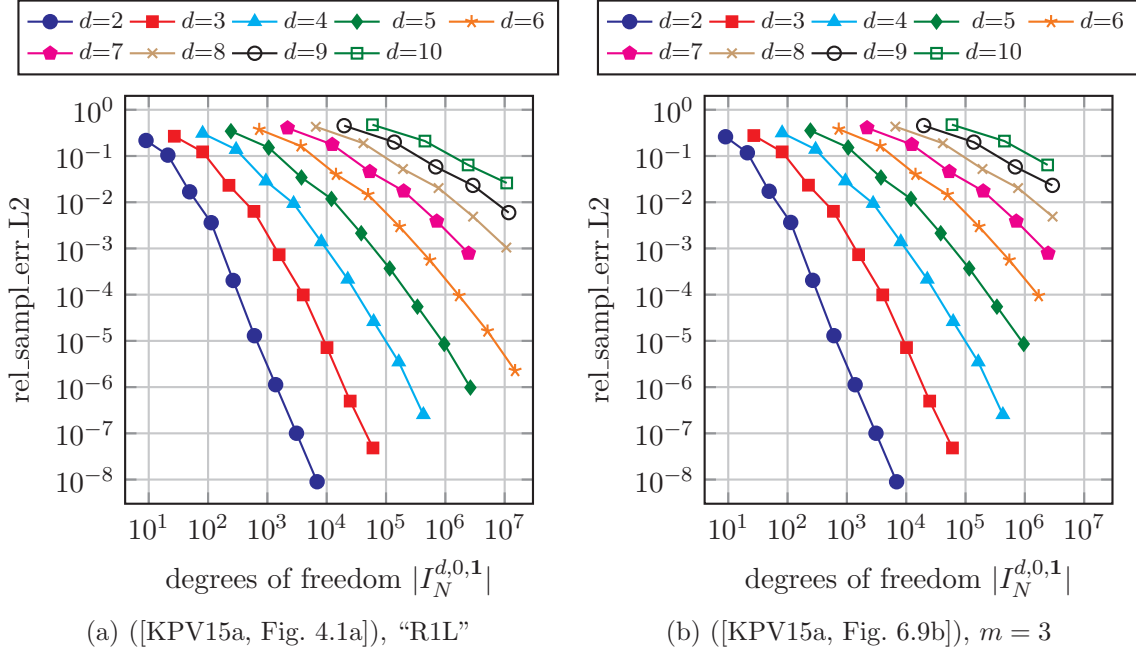 d=2 d=3 d=4 d=5 d=6
d=7 d=8 d=9 d=10
rel_sampl_err_L2
10^0
10^-1
10^-2
10^-3
10^-4
10^-5
10^-6
10^-7
10^-8
10^1 10^2 10^3 10^4 10^5 10^6 10^7
degrees of freedom |I_N^{d,0,1}|
(a) ([KPV15a, Fig. 4.1a]), “R1L”
d=2 d=3 d=4 d=5 d=6
d=7 d=8 d=9 d=10
rel_sampl_err_L2
10^0
10^-1
10^-2
10^-3
10^-4
10^-5
10^-6
10^-7
10^-8
10^1 10^2 10^3 10^4 10^5 10^6 10^7
degrees of freedom |I_N^{d,0,1}|
(b) ([KPV15a, Fig. 6.9b]), m = 3